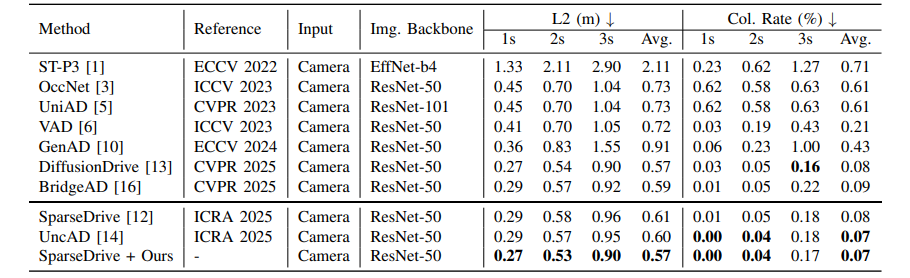 Method Reference Input Img. Backbone L2 (m) ↓ Col. Rate (%) ↓
1s 2s 3s Avg. 1s 2s 3s Avg.
ST-P3 [1] ECCV 2022 Camera EffNet-b4 1.33 2.11 2.90 2.11 0.23 0.62 1.27 0.71
OccNet [3] ICCV 2023 Camera ResNet-50 0.45 0.70 1.04 0.73 0.62 0.58 0.63 0.61
UniAD [5] CVPR 2023 Camera ResNet-101 0.45 0.70 1.04 0.73 0.62 0.58 0.63 0.61
VAD [6] ICCV 2023 Camera ResNet-50 0.41 0.70 1.05 0.72 0.03 0.19 0.43 0.21
GenAD [10] ECCV 2024 Camera ResNet-50 0.36 0.83 1.55 0.91 0.06 0.23 1.00 0.43
DiffusionDrive [13] CVPR 2025 Camera ResNet-50 0.27 0.54 0.90 0.57 0.03 0.05 0.16 0.08
BridgeAD [16] CVPR 2025 Camera ResNet-50 0.29 0.57 0.92 0.59 0.01 0.05 0.22 0.09
SparseDrive [12] ICRA 2025 Camera ResNet-50 0.29 0.58 0.96 0.61 0.01 0.05 0.18 0.08
UncAD [14] ICRA 2025 Camera ResNet-50 0.29 0.57 0.95 0.60 0.00 0.04 0.18 0.07
SparseDrive + Ours - Camera ResNet-50 0.27 0.53 0.90 0.57 0.00 0.04 0.17 0.07